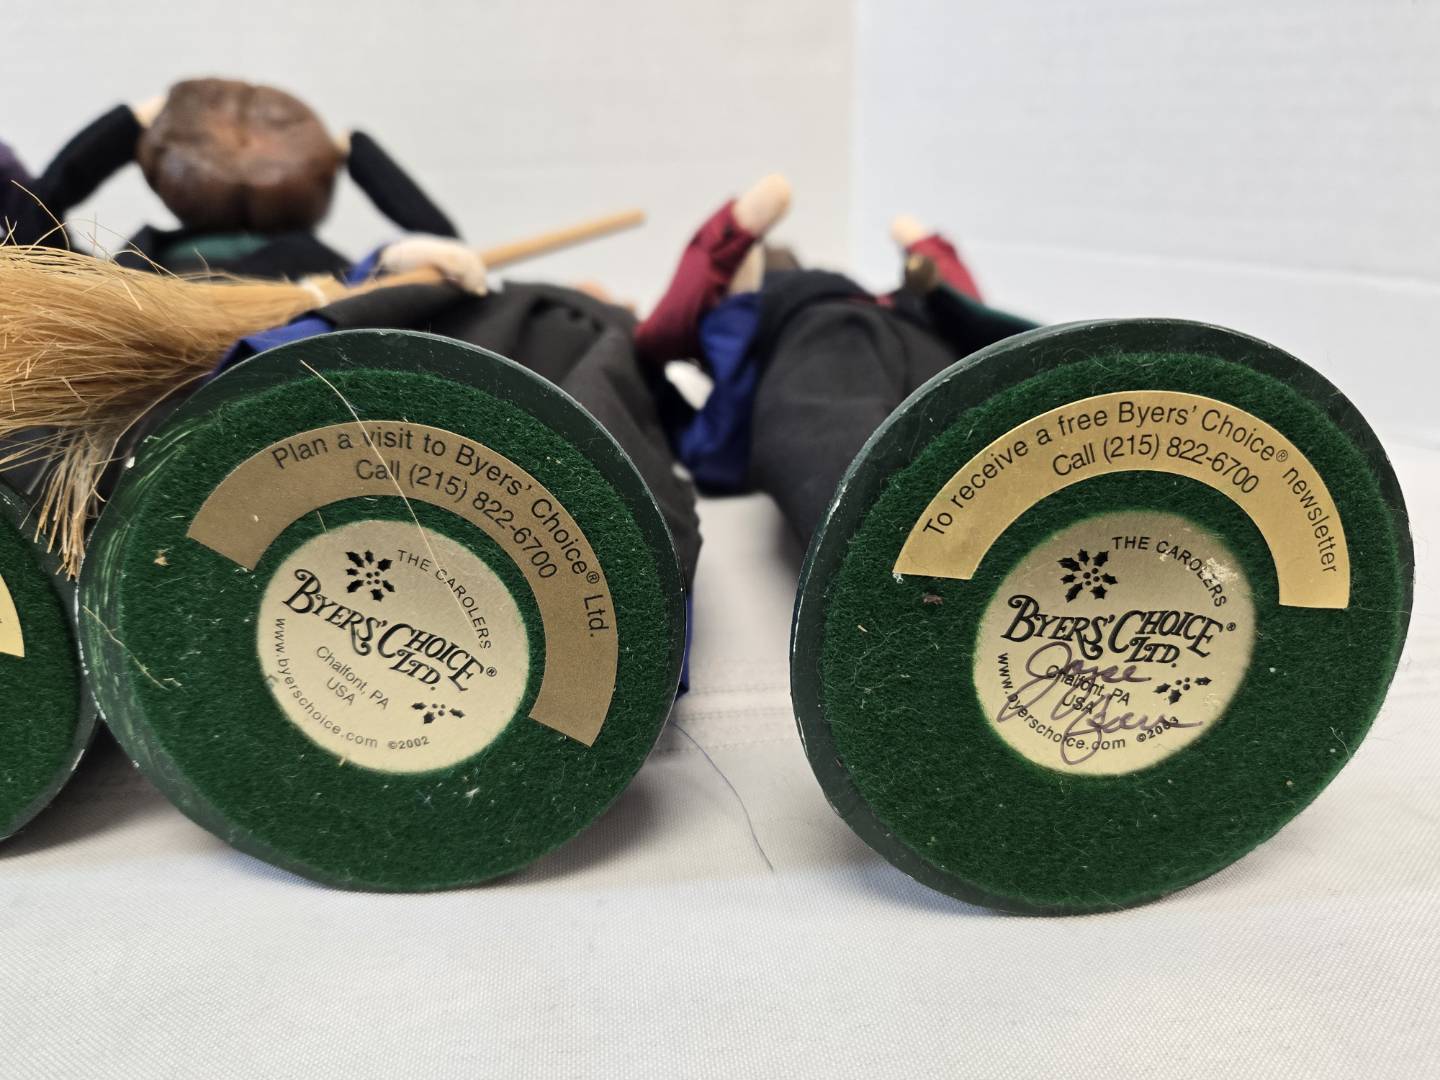 Plan a visit to Byers' Choice® Ltd.
Call (215) 822-6700
THE CAROLERS
BYERS' CHOICE®
LTD.
Chalfont, PA
USA
www.byerschoice.com ©2002
To receive a free Byers' Choice® newsletter
Call (215) 822-6700
THE CAROLERS
BYERS' CHOICE®
LTD.
Chalfont, PA
USA
www.byerschoice.com ©2003
Joyce